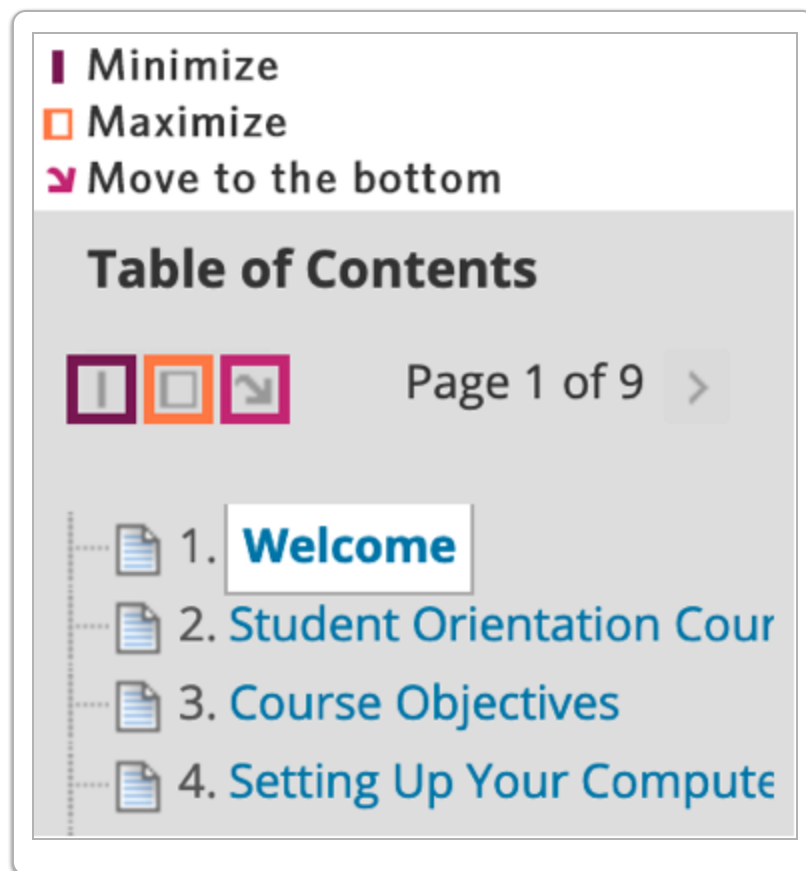 Minimize
Maximize
Move to the bottom
Table of Contents
Page 1 of 9
1. Welcome
2. Student Orientation Cour
3. Course Objectives
4. Setting Up Your Compute